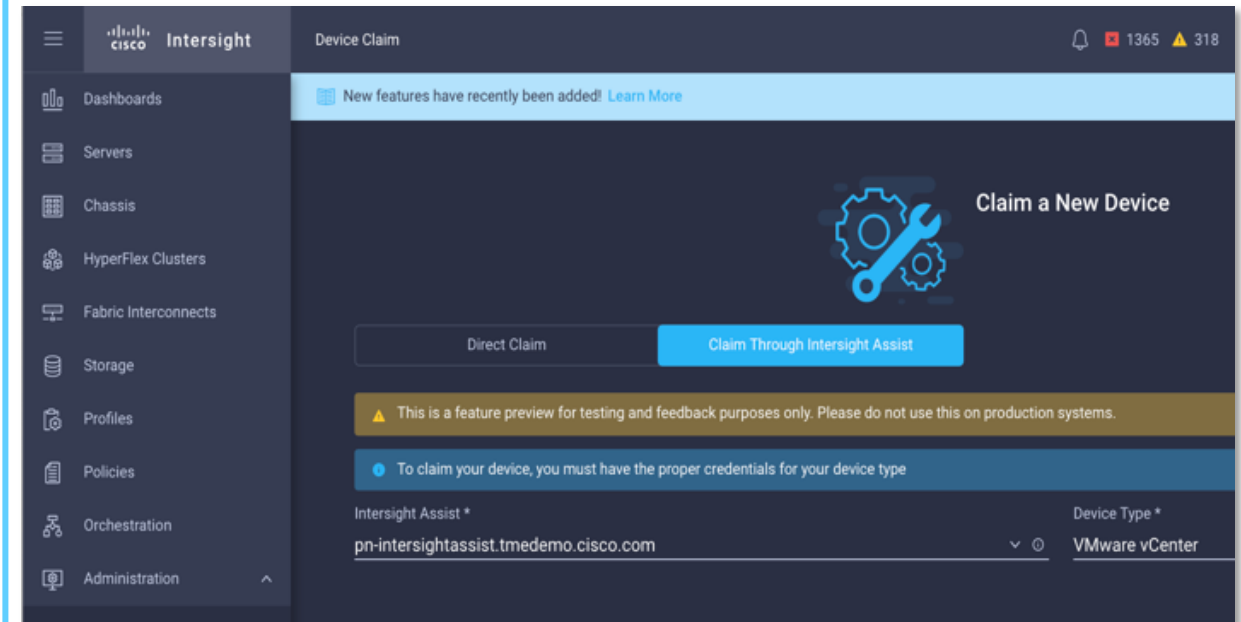 cisco Intersight
Device Claim
1365 318
New features have recently been added! Learn More
Dashboards
Servers
Chassis
HyperFlex Clusters
Fabric Interconnects
Storage
Profiles
Policies
Orchestration
Administration
Claim a New Device
Direct Claim
Claim Through Intersight Assist
This is a feature preview for testing and feedback purposes only. Please do not use this on production systems.
To claim your device, you must have the proper credentials for your device type
Intersight Assist *
pn-intersightassist.tmedemo.cisco.com
Device Type *
VMware vCenter